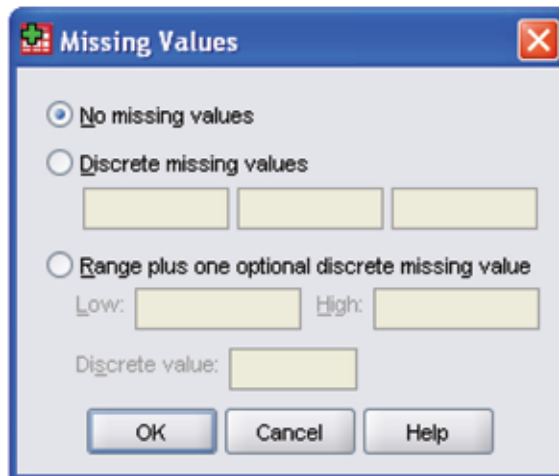 Missing Values
No missing values
Discrete missing values
Range plus one optional discrete missing value
Low: High:
Discrete value:
OK Cancel Help